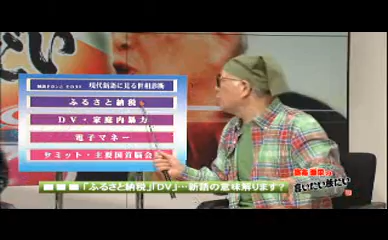 現代新語に見る世相診断
ふるさと納税
DV・家庭内暴力
電子マネー
サミット・主要国首脳会
言いたい放だい
「ふるさと納税」「DV」…新語の意味解ります?